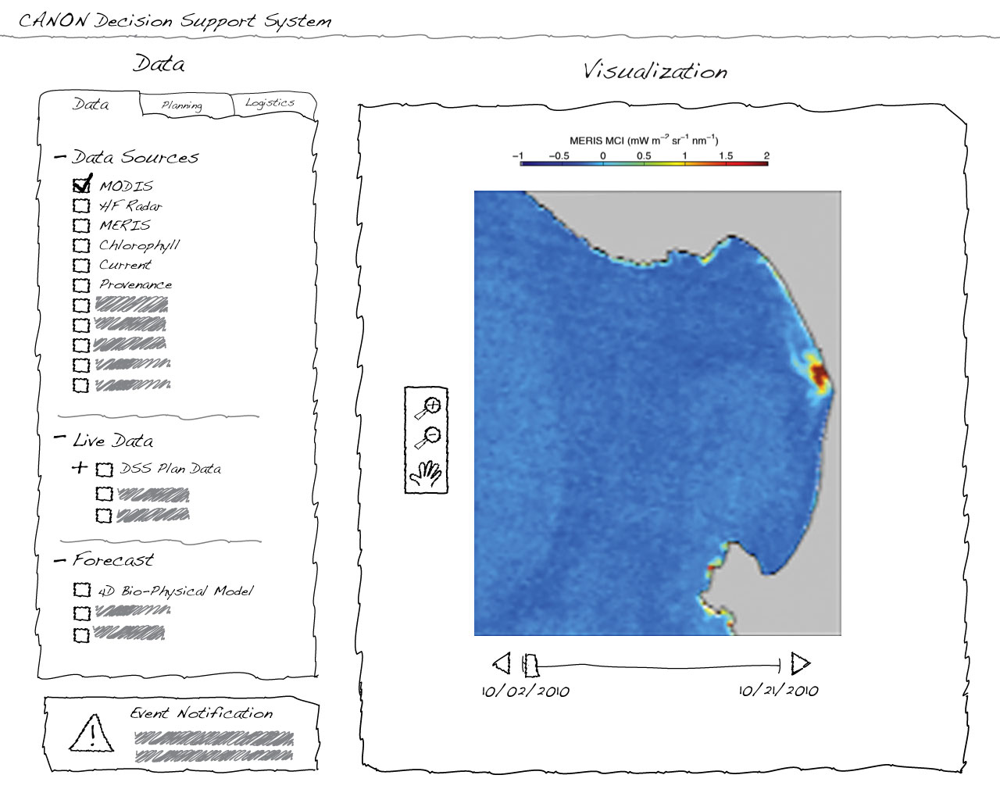 CANON Decision Support System
Data
Visualization
Data
Planning
Logistics
– Data Sources
MODIS
HF Radar
MERIS
Chlorophyll
Current
Provenance
– Live Data
+ DSS Plan Data
– Forecast
4D Bio-Physical Model
Event Notification
!
MERIS MCI (mW m⁻² sr⁻¹ nm⁻¹)
−1 −0.5 0 0.5 1 1.5 2
10/02/2010 10/21/2010